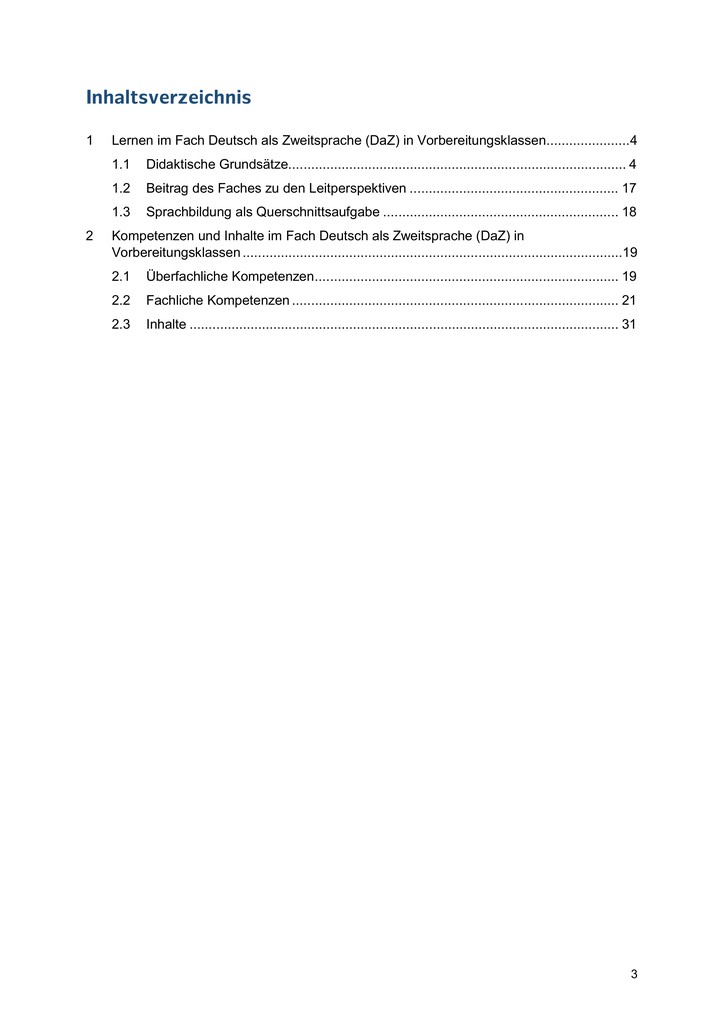 Inhaltsverzeichnis
1 Lernen im Fach Deutsch als Zweitsprache (DaZ) in Vorbereitungsklassen......................4
1.1 Didaktische Grundsätze......................................................................................... 4
1.2 Beitrag des Faches zu den Leitperspektiven ....................................................... 17
1.3 Sprachbildung als Querschnittsaufgabe .............................................................. 18
2 Kompetenzen und Inhalte im Fach Deutsch als Zweitsprache (DaZ) in
Vorbereitungsklassen....................................................................................................19
2.1 Überfachliche Kompetenzen................................................................................ 19
2.2 Fachliche Kompetenzen ...................................................................................... 21
2.3 Inhalte ................................................................................................................. 31
3